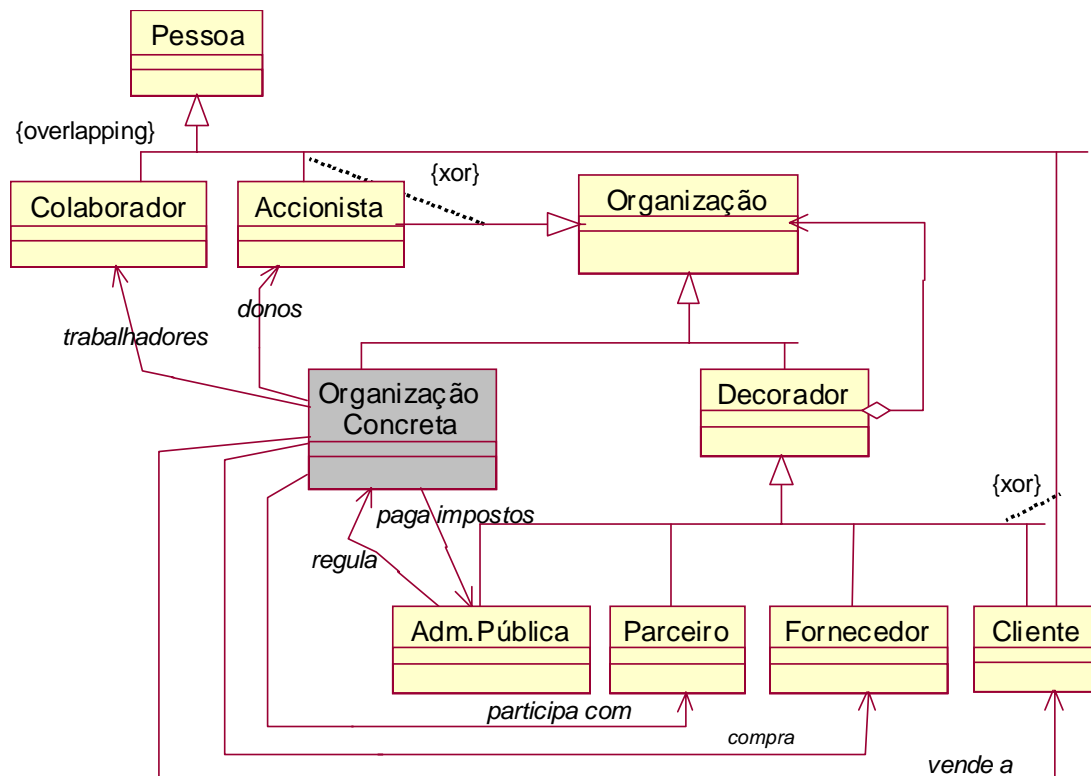 Pessoa
{overlapping}
{xor}
Colaborador
Accionista
Organização
donos
trabalhadores
Organização
Concreta
Decorador
{xor}
paga impostos
regula
Adm.Pública
Parceiro
Fornecedor
Cliente
participa com
compra
vende a